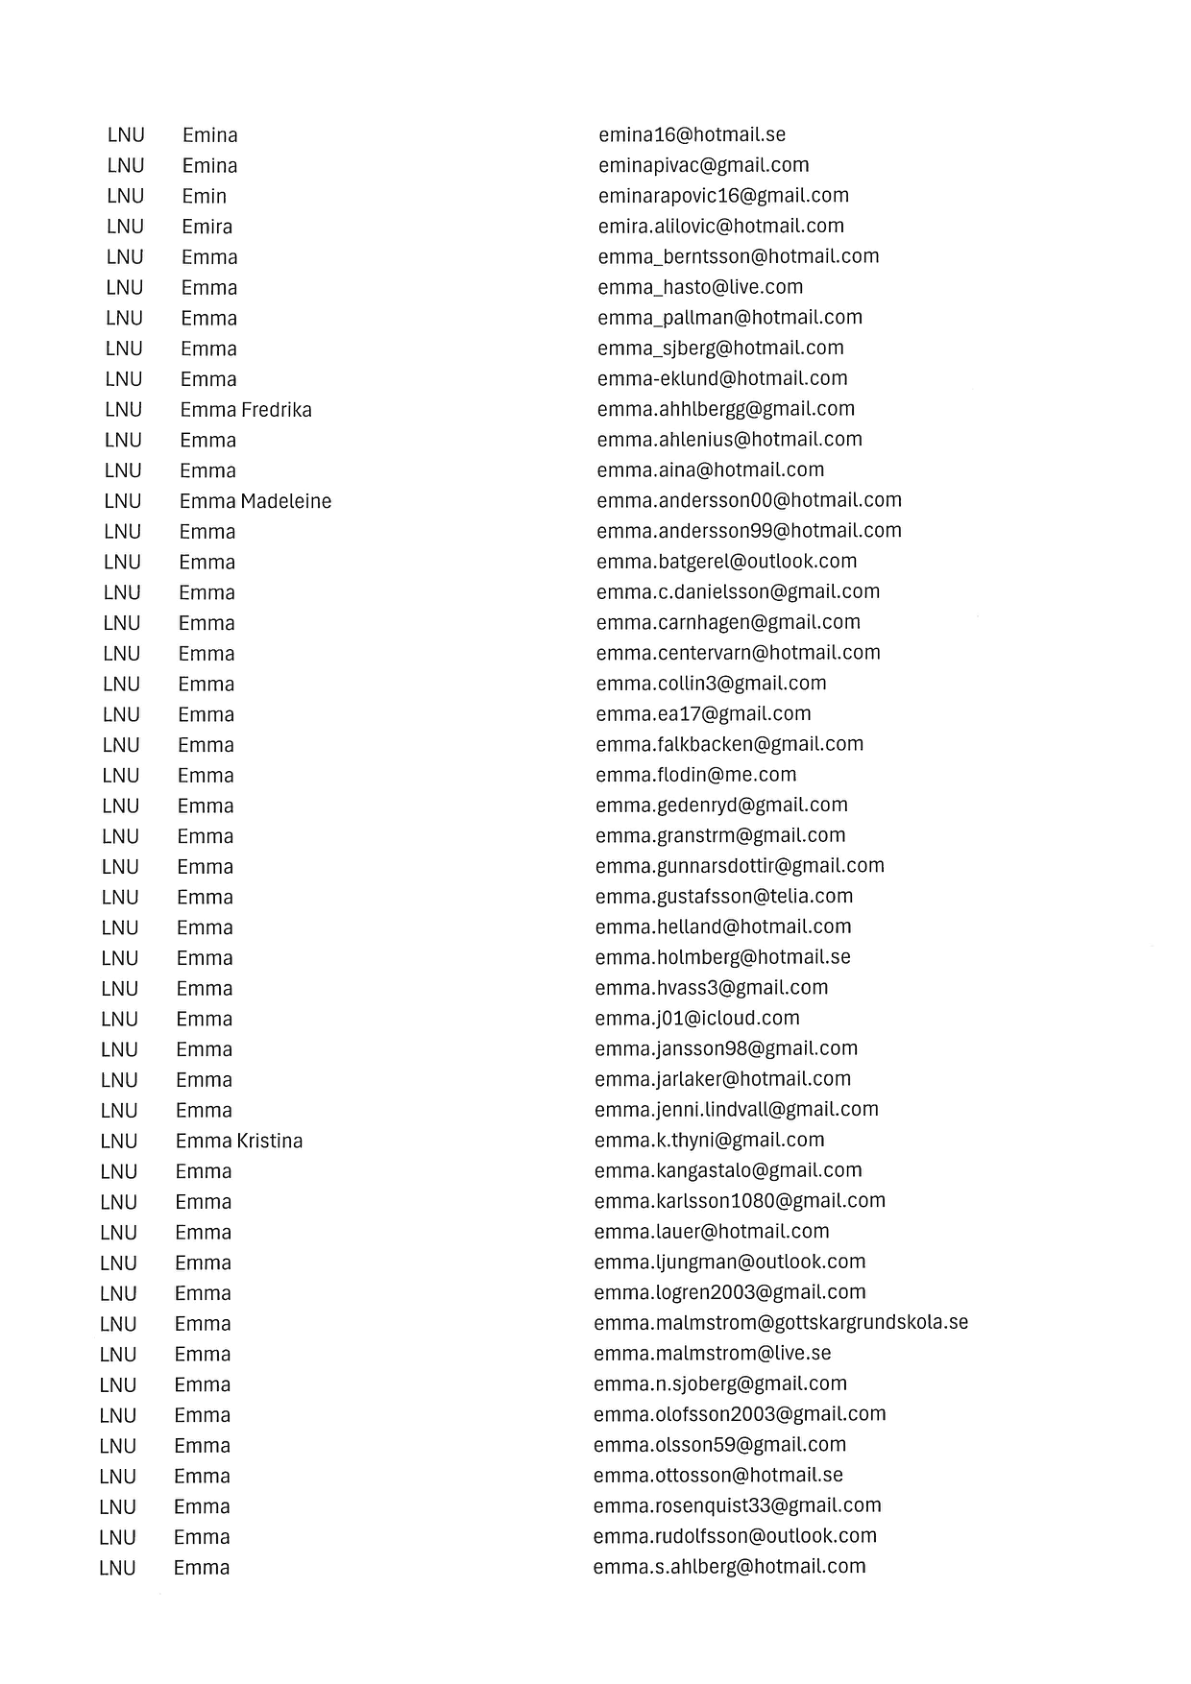 LNU Emina emina16@hotmail.se
LNU Emina eminapivac@gmail.com
LNU Emin eminarapovic16@gmail.com
LNU Emira emira.alilovic@hotmail.com
LNU Emma emma_berntsson@hotmail.com
LNU Emma emma_hasto@live.com
LNU Emma emma_pallman@hotmail.com
LNU Emma emma_sjberg@hotmail.com
LNU Emma emma-eklund@hotmail.com
LNU Emma Fredrika emma.ahhlbergg@gmail.com
LNU Emma emma.ahlenius@hotmail.com
LNU Emma emma.aina@hotmail.com
LNU Emma Madeleine emma.andersson00@hotmail.com
LNU Emma emma.andersson99@hotmail.com
LNU Emma emma.batgerel@outlook.com
LNU Emma emma.c.danielsson@gmail.com
LNU Emma emma.carnhagen@gmail.com
LNU Emma emma.centervarn@hotmail.com
LNU Emma emma.collin3@gmail.com
LNU Emma emma.ea17@gmail.com
LNU Emma emma.falkbacken@gmail.com
LNU Emma emma.flodin@me.com
LNU Emma emma.gedenryd@gmail.com
LNU Emma emma.granstrm@gmail.com
LNU Emma emma.gunnarsdottir@gmail.com
LNU Emma emma.gustafsson@telia.com
LNU Emma emma.helland@hotmail.com
LNU Emma emma.holmberg@hotmail.se
LNU Emma emma.hvass3@gmail.com
LNU Emma emma.j01@icloud.com
LNU Emma emma.jansson98@gmail.com
LNU Emma emma.jarlaker@hotmail.com
LNU Emma emma.jenni.lindvall@gmail.com
LNU Emma Kristina emma.k.thyni@gmail.com
LNU Emma emma.kangastalo@gmail.com
LNU Emma emma.karlsson1080@gmail.com
LNU Emma emma.lauer@hotmail.com
LNU Emma emma.ljungman@outlook.com
LNU Emma emma.logren2003@gmail.com
LNU Emma emma.malmstrom@gottskargrundskola.se
LNU Emma emma.malmstrom@live.se
LNU Emma emma.n.sjoberg@gmail.com
LNU Emma emma.olofsson2003@gmail.com
LNU Emma emma.olsson59@gmail.com
LNU Emma emma.ottosson@hotmail.se
LNU Emma emma.rosenquist33@gmail.com
LNU Emma emma.rudolfsson@outlook.com
LNU Emma emma.s.ahlberg@hotmail.com